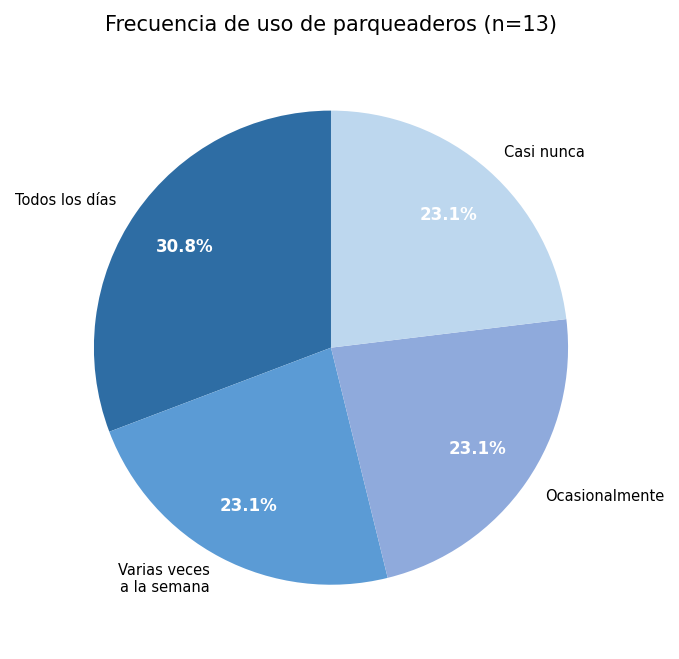 Frecuencia de uso de parqueaderos (n=13)
Casi nunca
23.1%
Todos los días
30.8%
23.1%
Ocasionalmente
23.1%
Varias veces
a la semana